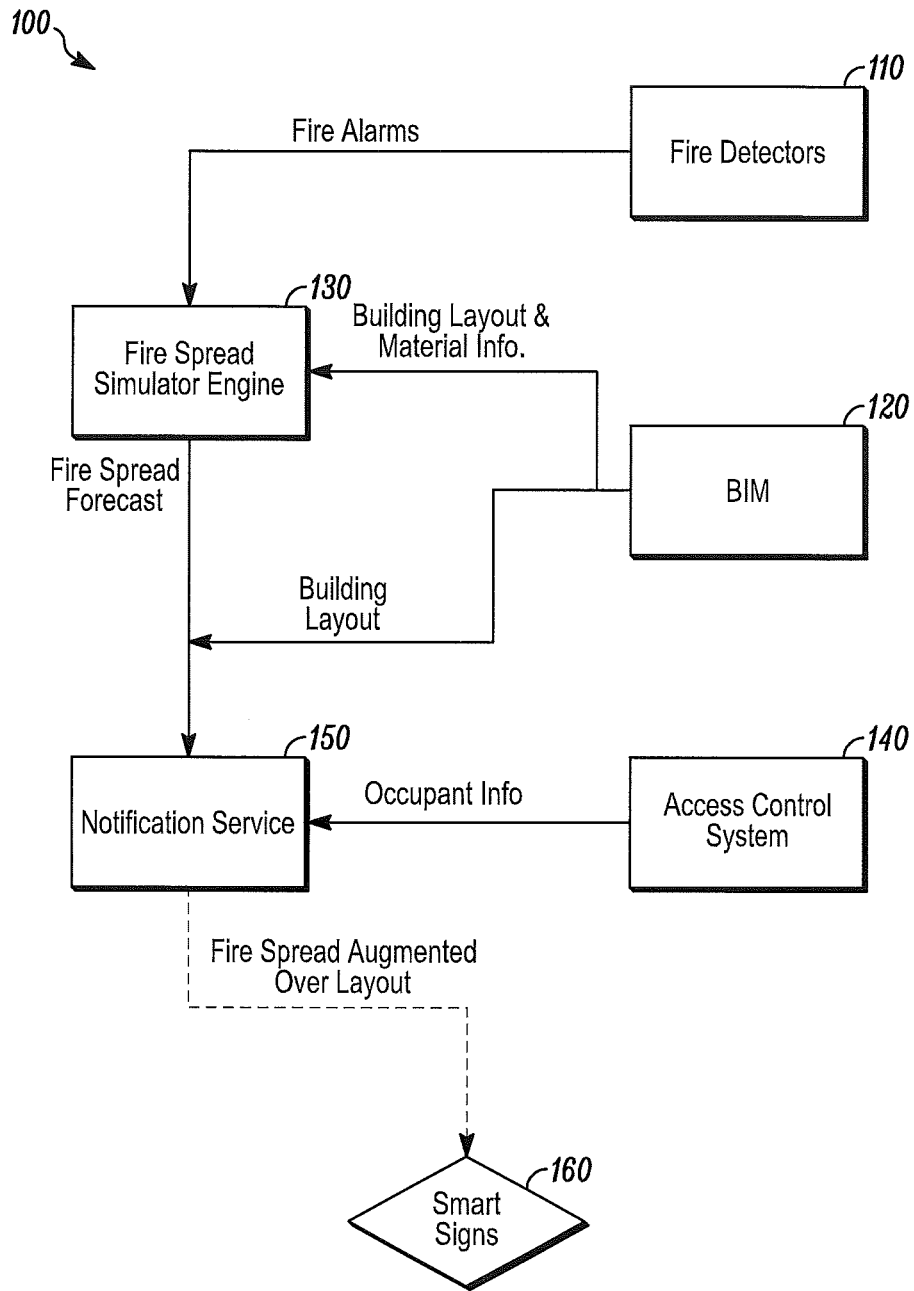 100
110
Fire Alarms
Fire Detectors
130
Building Layout &
Material Info.
Fire Spread
Simulator Engine
120
Fire Spread
Forecast
BIM
Building
Layout
150
140
Occupant Info
Notification Service
Access Control
System
Fire Spread Augmented
Over Layout
160
Smart
Signs